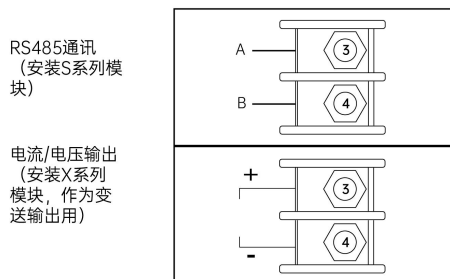 RS485通讯
（安装S系列模
块）
A
3
B
4
电流/电压输出
（安装X系列
模块，作为变
送输出用）
+
3
-
4